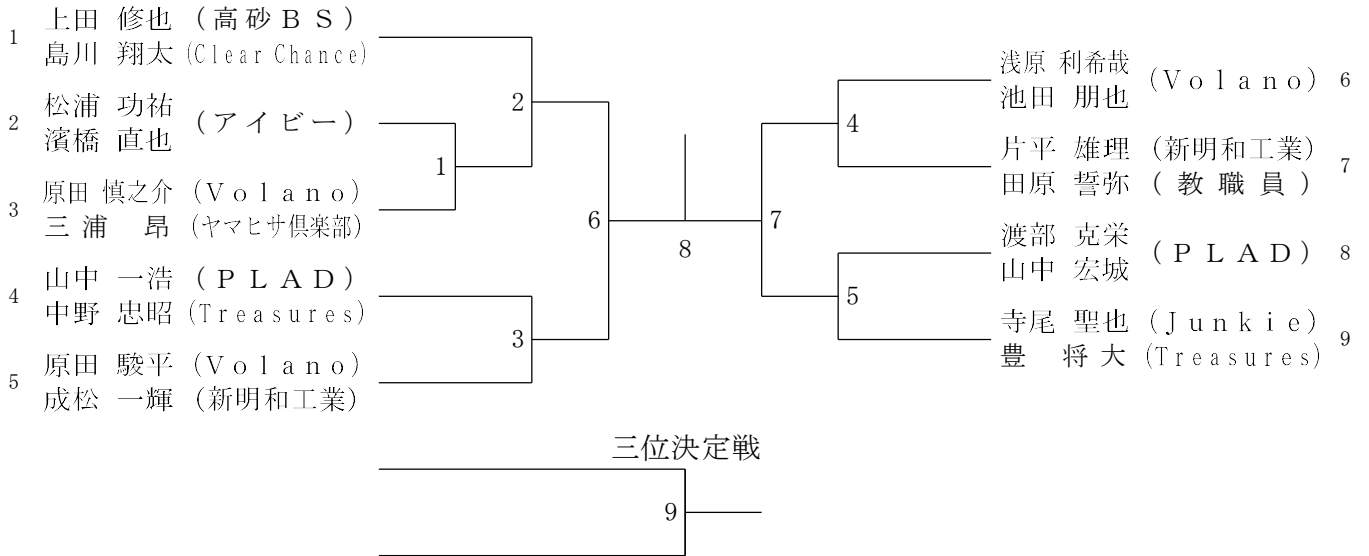 1 上田 修也 (高砂ＢＳ)
島川 翔太 (Clear Chance)
2 松浦 功祐 (アイビー)
濱橋 直也
3 原田 慎之介 (Volano)
三浦 昂 (ヤマヒサ倶楽部)
4 山中 一浩 (ＰＬＡＤ)
中野 忠昭 (Treasures)
5 原田 駿平 (Volano)
成松 一輝 (新明和工業)
2
1
6
3
8
4
7
5
浅原 利希哉 (Volano) 6
池田 朋也
片平 雄理 (新明和工業) 7
田原 誓弥 (教職員)
渡部 克栄 (ＰＬＡＤ) 8
山中 宏城
寺尾 聖也 (Junkie) 9
豊 将大 (Treasures)
三位決定戦
9